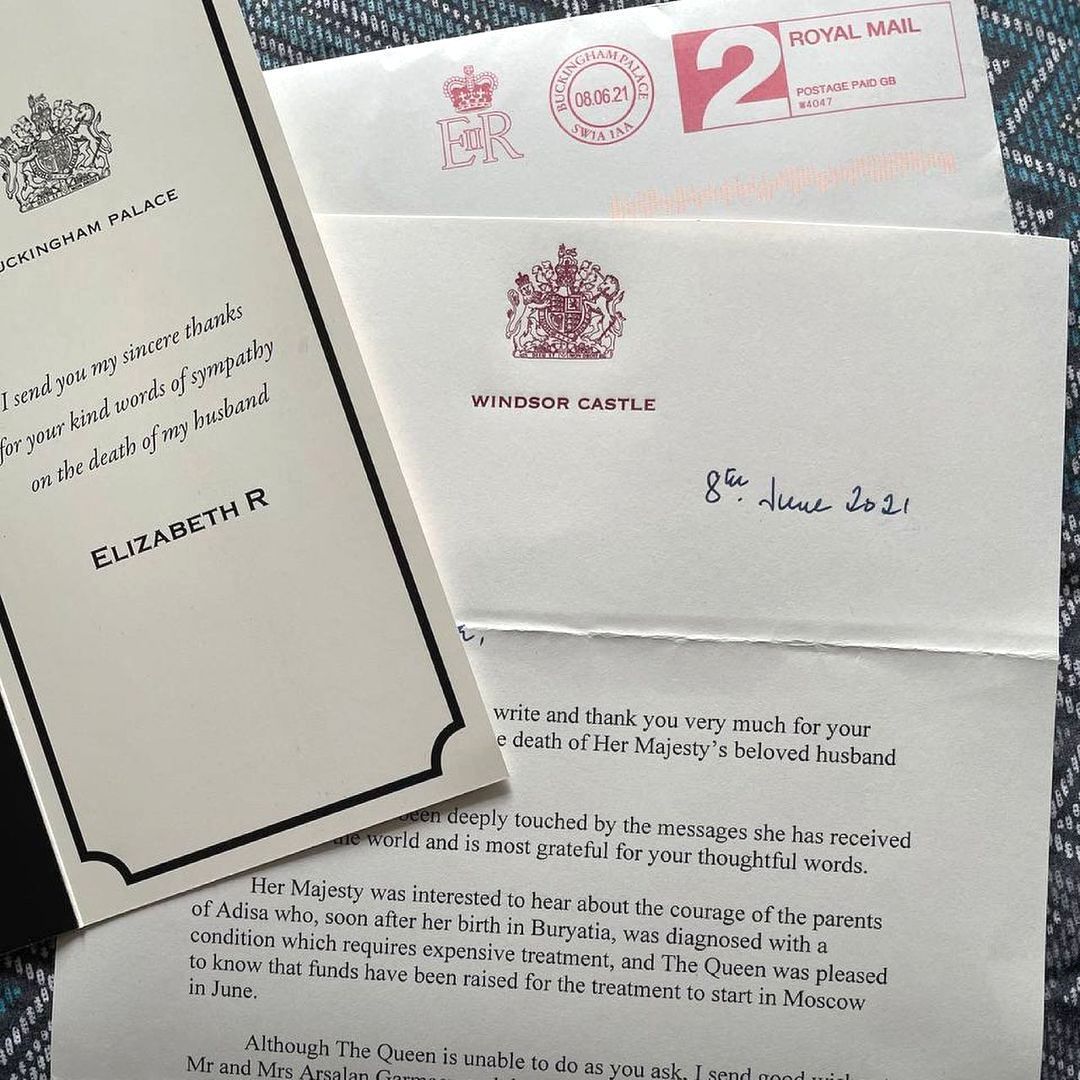 BUCKINGHAM PALACE
I send you my sincere thanks
for your kind words of sympathy
on the death of my husband
ELIZABETH R
EIIR
BUCKINGHAM PALACE
08.06.21
SW1A 1AA
2
ROYAL MAIL
POSTAGE PAID GB
W4047
WINDSOR CASTLE
8th June 2021
write and thank you very much for your
death of Her Majesty's beloved husband
been deeply touched by the messages she has received
the world and is most grateful for your thoughtful words.
Her Majesty was interested to hear about the courage of the parents
of Adisa who, soon after her birth in Buryatia, was diagnosed with a
condition which requires expensive treatment, and The Queen was pleased
to know that funds have been raised for the treatment to start in Moscow
in June.
Although The Queen is unable to do as you ask, I send good
Mr and Mrs Arsalan